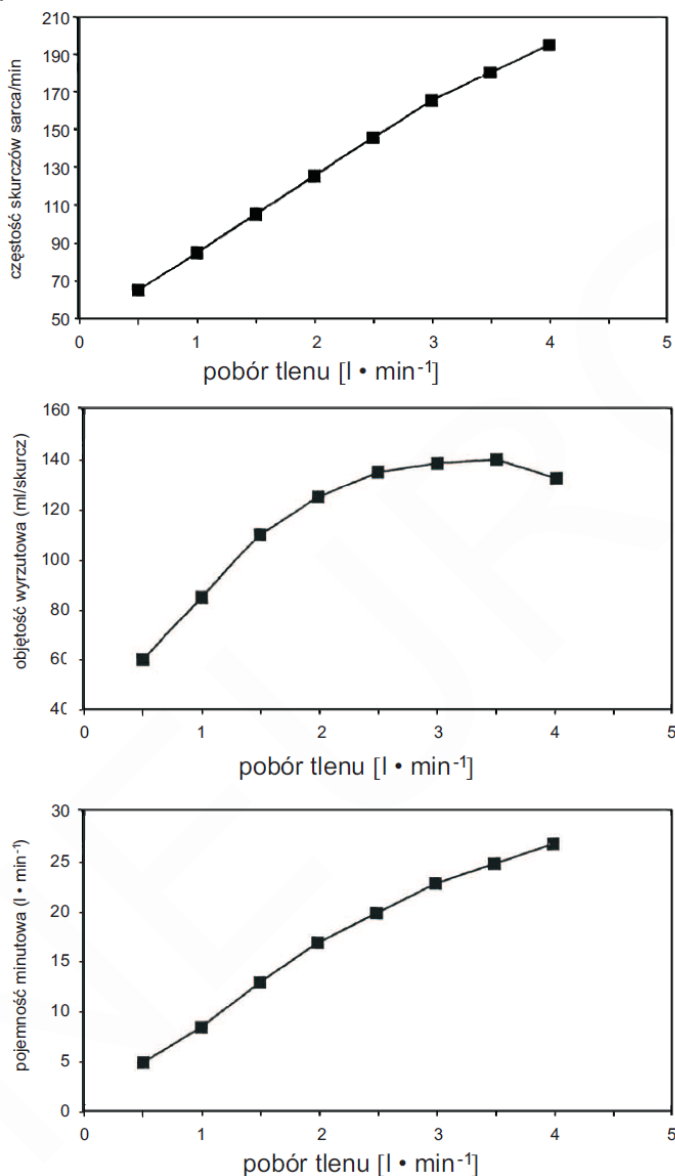 częstość skurczów sarca/min
210
190
170
150
130
110
90
70
50
0 1 2 3 4 5
pobór tlenu [l • min-1]
objętość wyrzutowa (ml/skurcz)
160
140
120
100
80
60
40
0 1 2 3 4 5
pobór tlenu [l • min-1]
pojemność minutowa (l • min-1)
30
25
20
15
10
5
0
0 1 2 3 4 5
pobór tlenu [l • min-1]